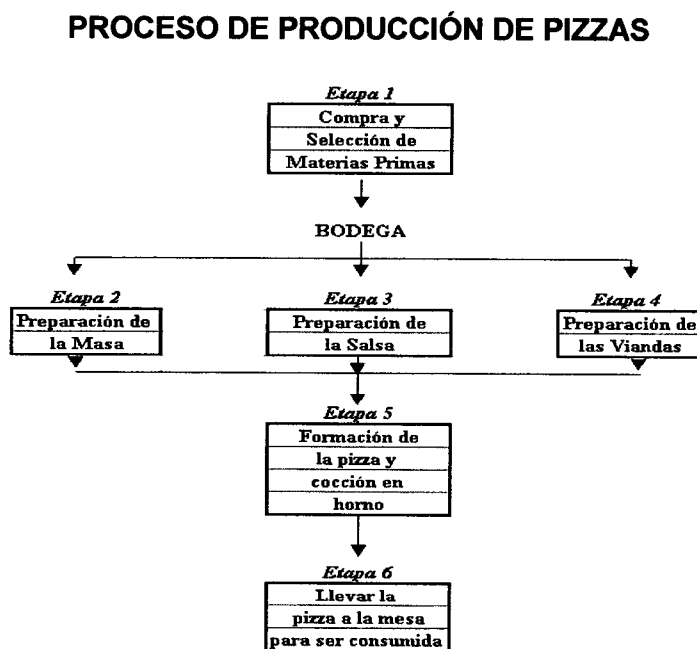 PROCESO DE PRODUCCIÓN DE PIZZAS
Etapa 1
Compra y
Selección de
Materias Primas
BODEGA
Etapa 2
Preparación de
la Masa
Etapa 3
Preparación de
la Salsa
Etapa 4
Preparación de
las Viandas
Etapa 5
Formación de
la pizza y
cocción en
horno
Etapa 6
Llevar la
pizza a la mesa
para ser consumida